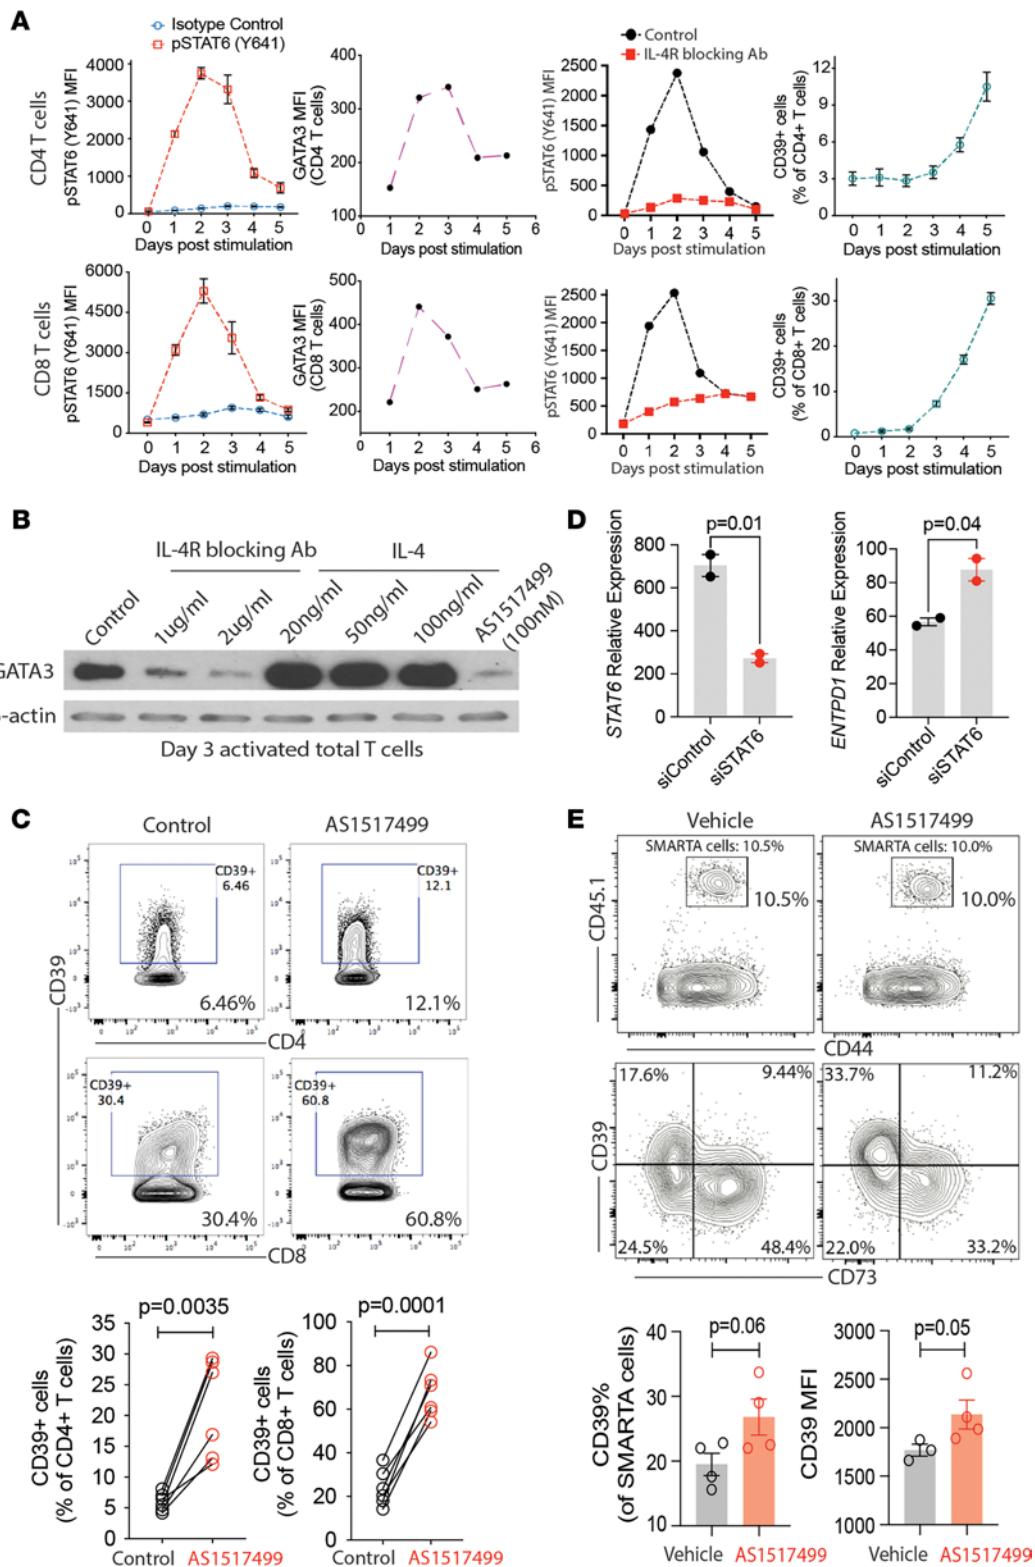 A
Isotype Control
pSTAT6 (Y641)
Control
IL-4R blocking Ab
CD4 T cells
pSTAT6 (Y641) MFI
4000
3000
2000
1000
0
0 1 2 3 4 5
Days post stimulation
GATA3 MFI
(CD4 T cells)
400
300
200
100
0 1 2 3 4 5 6
Days post stimulation
pSTAT6 (Y641) MFI
2500
2000
1500
1000
500
0
0 1 2 3 4 5
Days post stimulation
CD39+ cells
(% of CD4+ T cells)
12
9
6
3
0
0 1 2 3 4 5
Days post stimulation
CD8 T cells
pSTAT6 (Y641) MFI
6000
4500
3000
1500
0
0 1 2 3 4 5
Days post stimulation
GATA3 MFI
(CD8 T cells)
500
400
300
200
0 1 2 3 4 5 6
Days post stimulation
pSTAT6 (Y641) MFI
2500
2000
1500
1000
500
0
0 1 2 3 4 5
Days post stimulation
CD39+ cells
(% of CD8+ T cells)
30
20
10
0
0 1 2 3 4 5
Days post stimulation
B
IL-4R blocking Ab
IL-4
Control
1ug/ml
2ug/ml
20ng/ml
50ng/ml
100ng/ml
AS1517499
(100nM)
GATA3
-actin
Day 3 activated total T cells
D
p=0.01
STAT6 Relative Expression
800
600
400
200
0
siControl
siSTAT6
p=0.04
ENTPD1 Relative Expression
100
80
60
40
20
0
siControl
siSTAT6
C
Control
AS1517499
CD39+
6.46
6.46%
CD39+
12.1
12.1%
CD4
CD39
CD39+
30.4
30.4%
CD39+
60.8
60.8%
CD8
p=0.0035
CD39+ cells
(% of CD4+ T cells)
35
30
25
20
15
10
5
0
Control
AS1517499
p=0.0001
CD39+ cells
(% of CD8+ T cells)
100
80
60
40
20
0
Control
AS1517499
E
Vehicle
AS1517499
SMARTA cells: 10.5%
10.5%
SMARTA cells: 10.0%
10.0%
CD45.1
CD44
17.6%
9.44%
24.5%
48.4%
33.7%
11.2%
22.0%
33.2%
CD39
CD73
p=0.06
CD39%
(of SMARTA cells)
40
30
20
10
Vehicle
AS1517499
p=0.05
CD39 MFI
3000
2500
2000
1500
1000
Vehicle
AS1517499